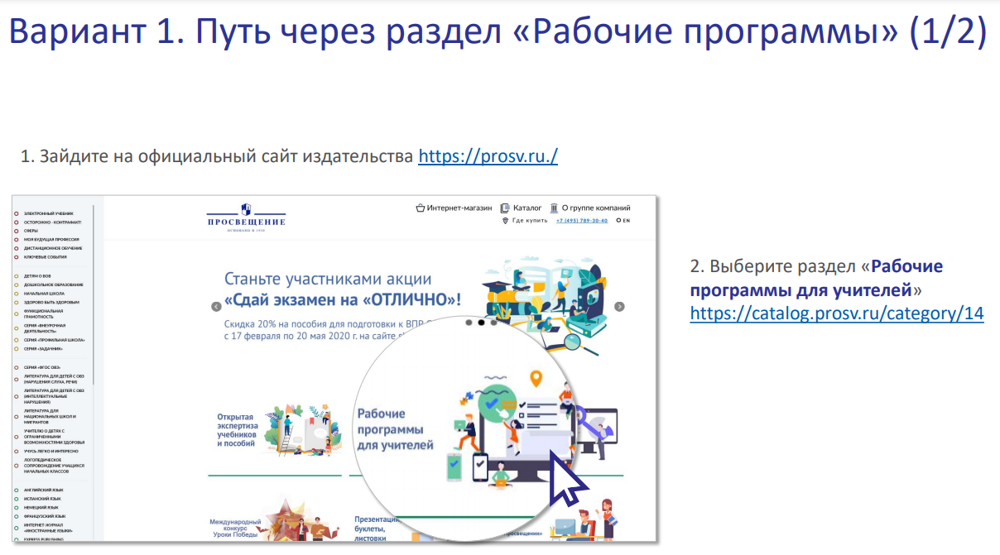 Вариант 1. Путь через раздел «Рабочие программы» (1/2)
1. Зайдите на официальный сайт издательства https://prosv.ru./
ЭЛЕКТРОННЫЙ УЧЕБНИК
ОСТОРОЖНО - КОНТРАФАКТ!
СФЕРЫ
МОЯ БУДУЩАЯ ПРОФЕССИЯ
ДИСТАНЦИОННОЕ ОБУЧЕНИЕ
КЛЮЧЕВЫЕ СОБЫТИЯ
ДЕТЯМ О ВОВ
ДОШКОЛЬНОЕ ОБРАЗОВАНИЕ
НАЧАЛЬНАЯ ШКОЛА
ЗДОРОВО БЫТЬ ЗДОРОВЫМ
ФУНКЦИОНАЛЬНАЯ
ГРАМОТНОСТЬ
СЕРИЯ «ВНЕУРОЧНАЯ
ДЕЯТЕЛЬНОСТЬ»
СЕРИЯ «ПРОФИЛЬНАЯ ШКОЛА»
СЕРИЯ «ЗАДАЧНИК»
СЕРИЯ «ФГОС ОВЗ»
ЛИТЕРАТУРА ДЛЯ ДЕТЕЙ С ОВЗ
(НАРУШЕНИЯ СЛУХА, РЕЧИ)
ЛИТЕРАТУРА ДЛЯ ДЕТЕЙ С ОВЗ
(ИНТЕЛЛЕКТУАЛЬНЫЕ
НАРУШЕНИЯ)
ЛИТЕРАТУРА ДЛЯ
НАЦИОНАЛЬНЫХ ШКОЛ И
МИГРАНТОВ
УЧИТЕЛЮ О ДЕТЯХ С
ОГРАНИЧЕННЫМИ
ВОЗМОЖНОСТЯМИ ЗДОРОВЬЯ
УЧУСЬ ЛЕГКО И ИНТЕРЕСНО
ЛОГОПЕДИЧЕСКОЕ
СОПРОВОЖДЕНИЕ УЧАЩИХСЯ
НАЧАЛЬНЫХ КЛАССОВ
АНГЛИЙСКИЙ ЯЗЫК
ИСПАНСКИЙ ЯЗЫК
НЕМЕЦКИЙ ЯЗЫК
ФРАНЦУЗСКИЙ ЯЗЫК
ИНТЕРНЕТ-ЖУРНАЛ
«ИНОСТРАННЫЕ ЯЗЫКИ»
EXPRESS PUBLISHING
ПРОСВЕЩЕНИЕ
ОСНОВАНО В 1930
Интернет-магазин Каталог О группе компаний
Где купить +7 (495) 789-30-40 EN
Станьте участниками акции
«Сдай экзамен на «ОТЛИЧНО»!
Скидка 20% на пособия для подготовки к ВПР
с 17 февраля по 20 мая 2020 г. на сайте
Открытая
экспертиза
учебников
и пособий
Рабочие
программы
для учителей
Международный
конкурс
Уроки Победы
Презентации,
буклеты,
листовки
2. Выберите раздел «Рабочие
программы для учителей»
https://catalog.prosv.ru/category/14